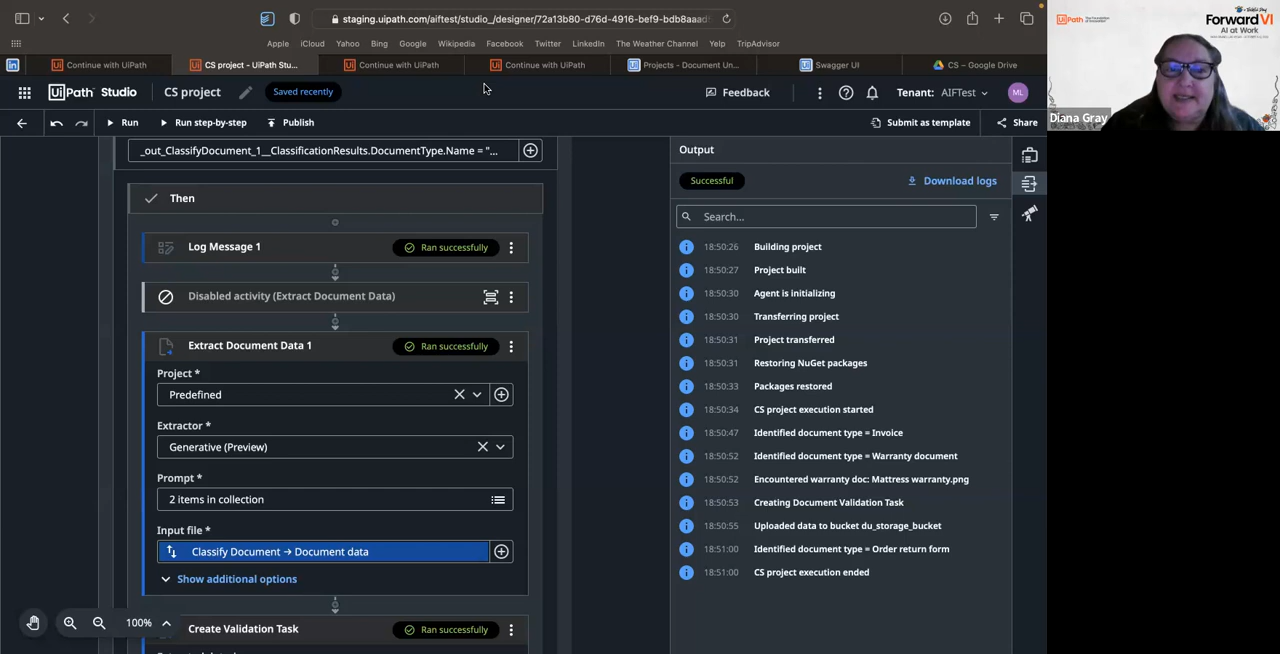 staging.uipath.com/aiftest/studio_/designer/72a13b80-d76d-4916-bef9-bdb8aaad
Apple iCloud Yahoo Bing Google Wikipedia Facebook Twitter LinkedIn The Weather Channel Yelp TripAdvisor
in Ui Continue with UiPath Ui CS project - UiPath Stu... Ui Continue with UiPath Ui Continue with UiPath Ui Projects - Document Un... Ui Swagger UI CS – Google Drive
UiPath Studio CS project Saved recently Feedback Tenant: AIFTest ML
Run Run step-by-step Publish Submit as template Share
_out_ClassifyDocument_1__ClassificationResults.DocumentType.Name = "...
Then
Log Message 1 Ran successfully
Disabled activity (Extract Document Data)
Extract Document Data 1 Ran successfully
Project *
Predefined
Extractor *
Generative (Preview)
Prompt *
2 items in collection
Input file *
Classify Document → Document data
Show additional options
100%
Create Validation Task Ran successfully
Output
Successful Download logs
Search...
18:50:26 Building project
18:50:27 Project built
18:50:30 Agent is initializing
18:50:30 Transferring project
18:50:31 Project transferred
18:50:31 Restoring NuGet packages
18:50:33 Packages restored
18:50:34 CS project execution started
18:50:47 Identified document type = Invoice
18:50:52 Identified document type = Warranty document
18:50:52 Encountered warranty doc: Mattress warranty.png
18:50:53 Creating Document Validation Task
18:50:55 Uploaded data to bucket du_storage_bucket
18:51:00 Identified document type = Order return form
18:51:00 CS project execution ended
UiPath
Forward VI
AI at Work
Diana Gray